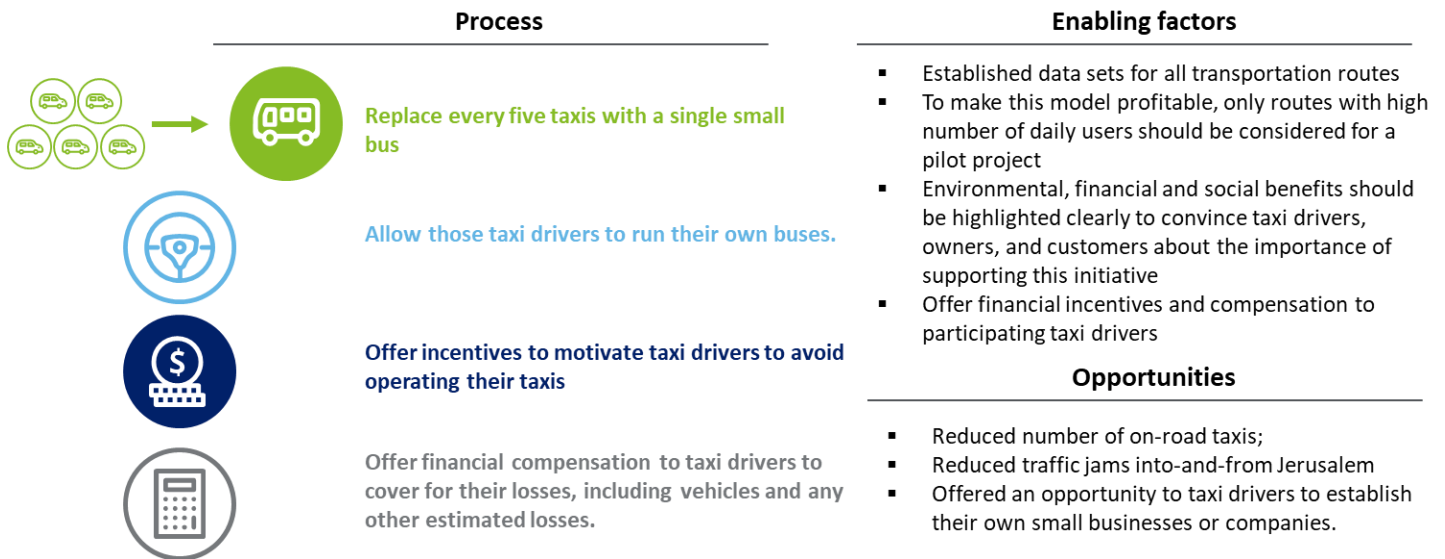 Process
Replace every five taxis with a single small
bus
Allow those taxi drivers to run their own buses.
$
Offer incentives to motivate taxi drivers to avoid
operating their taxis
Offer financial compensation to taxi drivers to
cover for their losses, including vehicles and any
other estimated losses.
Enabling factors
▪ Established data sets for all transportation routes
▪ To make this model profitable, only routes with high
number of daily users should be considered for a
pilot project
▪ Environmental, financial and social benefits should
be highlighted clearly to convince taxi drivers,
owners, and customers about the importance of
supporting this initiative
▪ Offer financial incentives and compensation to
participating taxi drivers
Opportunities
▪ Reduced number of on-road taxis;
▪ Reduced traffic jams into-and-from Jerusalem
▪ Offered an opportunity to taxi drivers to establish
their own small businesses or companies.